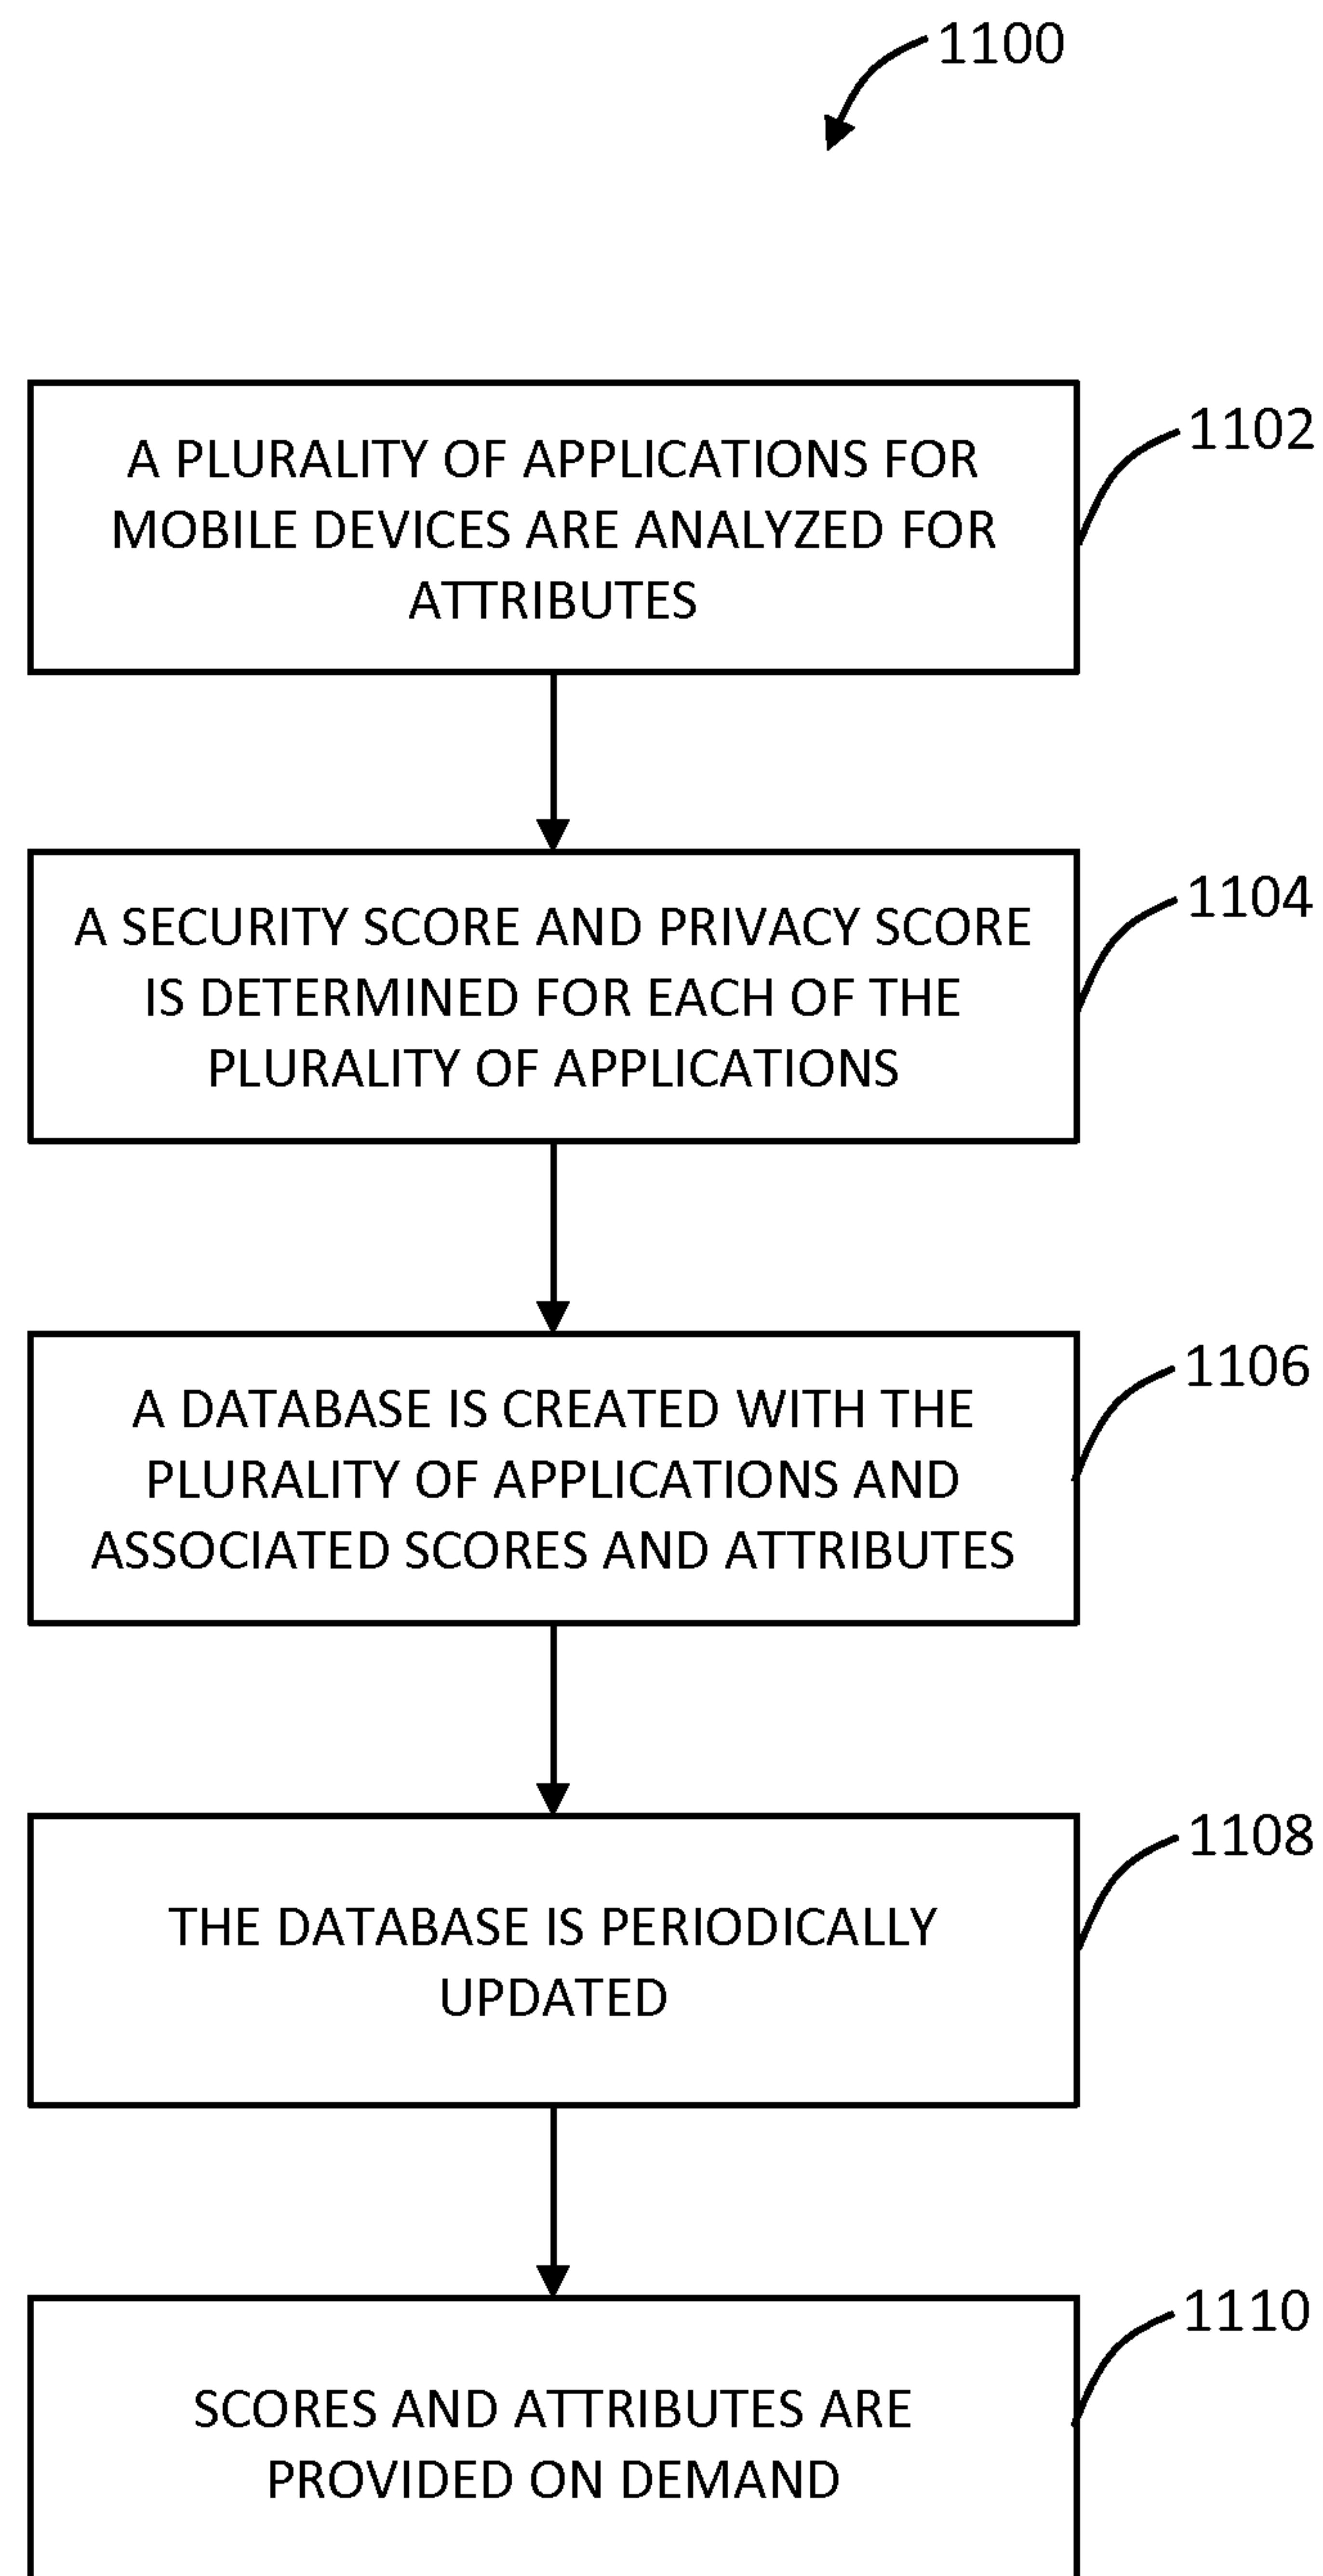 1100
A PLURALITY OF APPLICATIONS FOR
MOBILE DEVICES ARE ANALYZED FOR
ATTRIBUTES
1102
A SECURITY SCORE AND PRIVACY SCORE
IS DETERMINED FOR EACH OF THE
PLURALITY OF APPLICATIONS
1104
A DATABASE IS CREATED WITH THE
PLURALITY OF APPLICATIONS AND
ASSOCIATED SCORES AND ATTRIBUTES
1106
THE DATABASE IS PERIODICALLY
UPDATED
1108
SCORES AND ATTRIBUTES ARE
PROVIDED ON DEMAND
1110